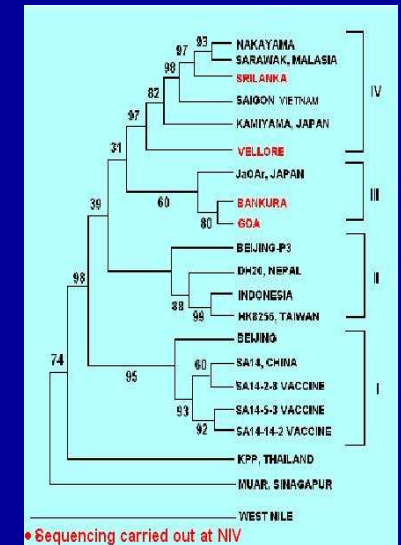 93
NAKAYAMA
97
SARAWAK, MALASIA
98
SRILANKA
IV
82
SAIGON VIETNAM
97
KAMIYAMA, JAPAN
31
VELLORE
JaOAr, JAPAN
60
BANKURA
III
39
80
GOA
BEIJING-P3
DH20, NEPAL
II
98
88
INDONESIA
99
HK8256, TAIWAN
BEIJING
74
60
SA14, CHINA
95
SA14-2-8 VACCINE
I
93
SA14-5-3 VACCINE
92
SA14-14-2 VACCINE
KPP, THAILAND
MUAR, SINAGAPUR
WEST NILE
• Sequencing carried out at NIV